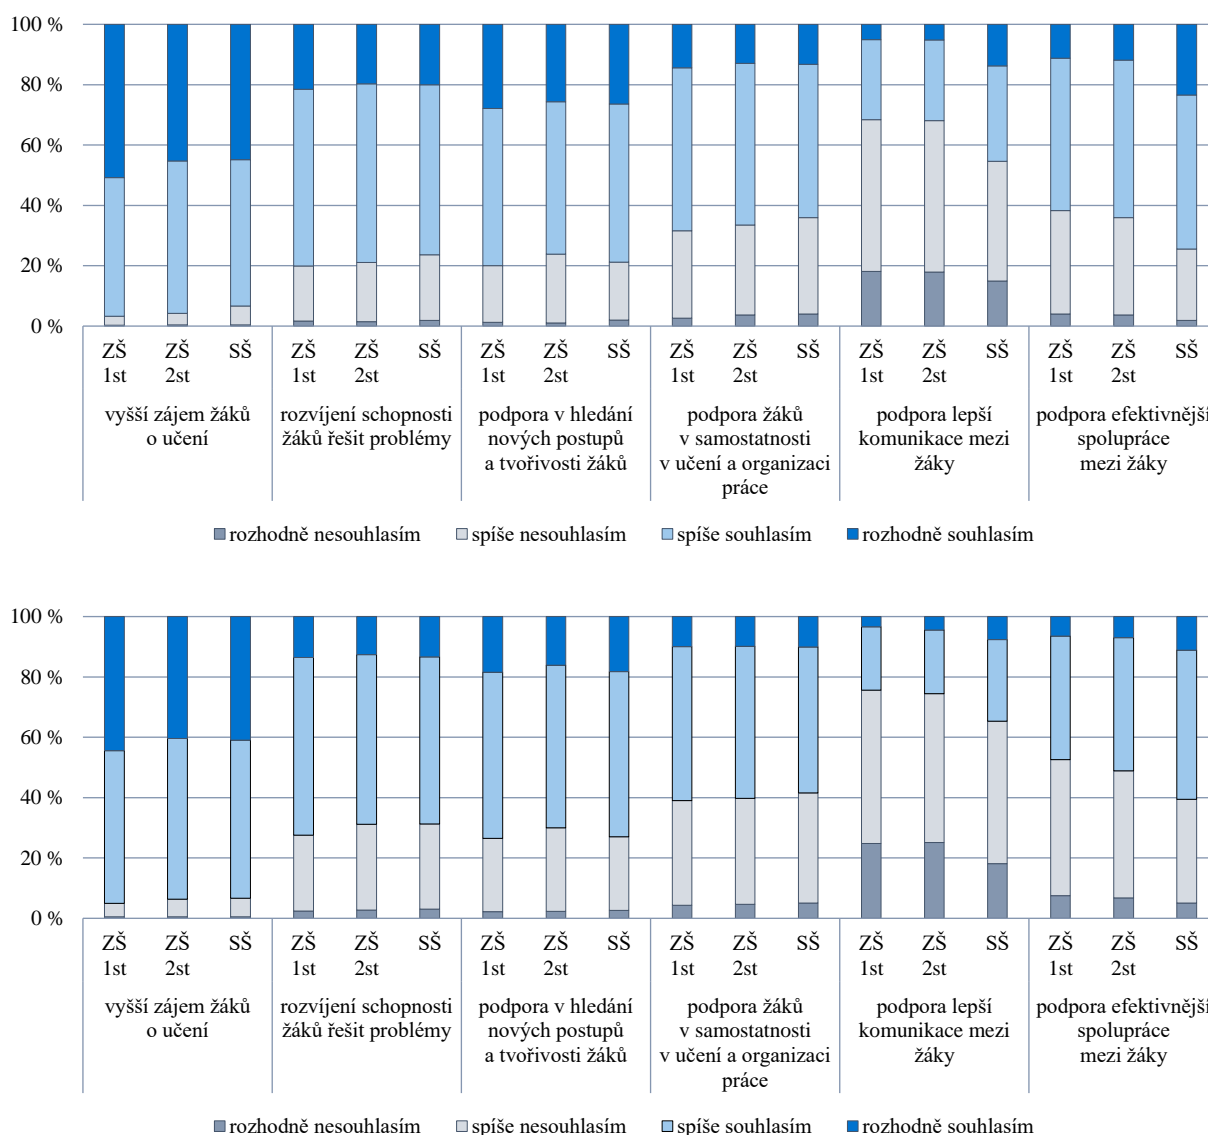 100 %
80 %
60 %
40 %
20 %
0 %
ZŠ ZŠ SŠ ZŠ ZŠ SŠ ZŠ ZŠ SŠ ZŠ ZŠ SŠ ZŠ ZŠ SŠ ZŠ ZŠ SŠ
1st 2st 1st 2st 1st 2st 1st 2st 1st 2st 1st 2st
vyšší zájem žáků
o učení
rozvíjení schopnosti
žáků řešit problémy
podpora v hledání
nových postupů
a tvořivosti žáků
podpora žáků
v samostatnosti
v učení a organizaci
práce
podpora lepší
komunikace mezi
žáky
podpora efektivnější
spolupráce
mezi žáky
rozhodně nesouhlasím spíše nesouhlasím spíše souhlasím rozhodně souhlasím
100 %
80 %
60 %
40 %
20 %
0 %
ZŠ ZŠ SŠ ZŠ ZŠ SŠ ZŠ ZŠ SŠ ZŠ ZŠ SŠ ZŠ ZŠ SŠ ZŠ ZŠ SŠ
1st 2st 1st 2st 1st 2st 1st 2st 1st 2st 1st 2st
vyšší zájem žáků
o učení
rozvíjení schopnosti
žáků řešit problémy
podpora v hledání
nových postupů
a tvořivosti žáků
podpora žáků
v samostatnosti
v učení a organizaci
práce
podpora lepší
komunikace mezi
žáky
podpora efektivnější
spolupráce
mezi žáky
rozhodně nesouhlasím spíše nesouhlasím spíše souhlasím rozhodně souhlasím